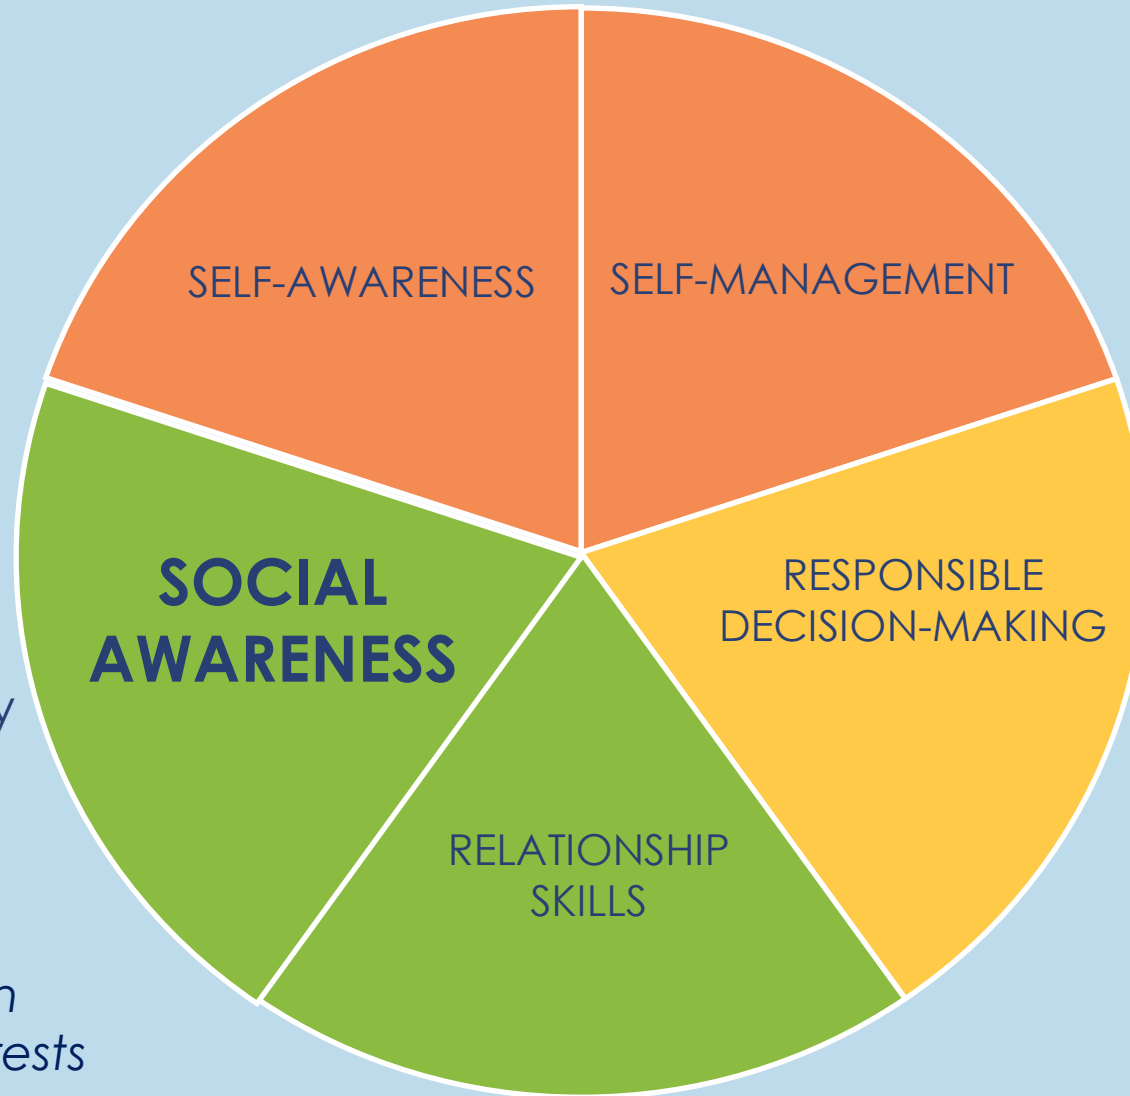 SELF-AWARENESS
SELF-MANAGEMENT
SOCIAL
AWARENESS
RESPONSIBLE
DECISION-MAKING
RELATIONSHIP
SKILLS